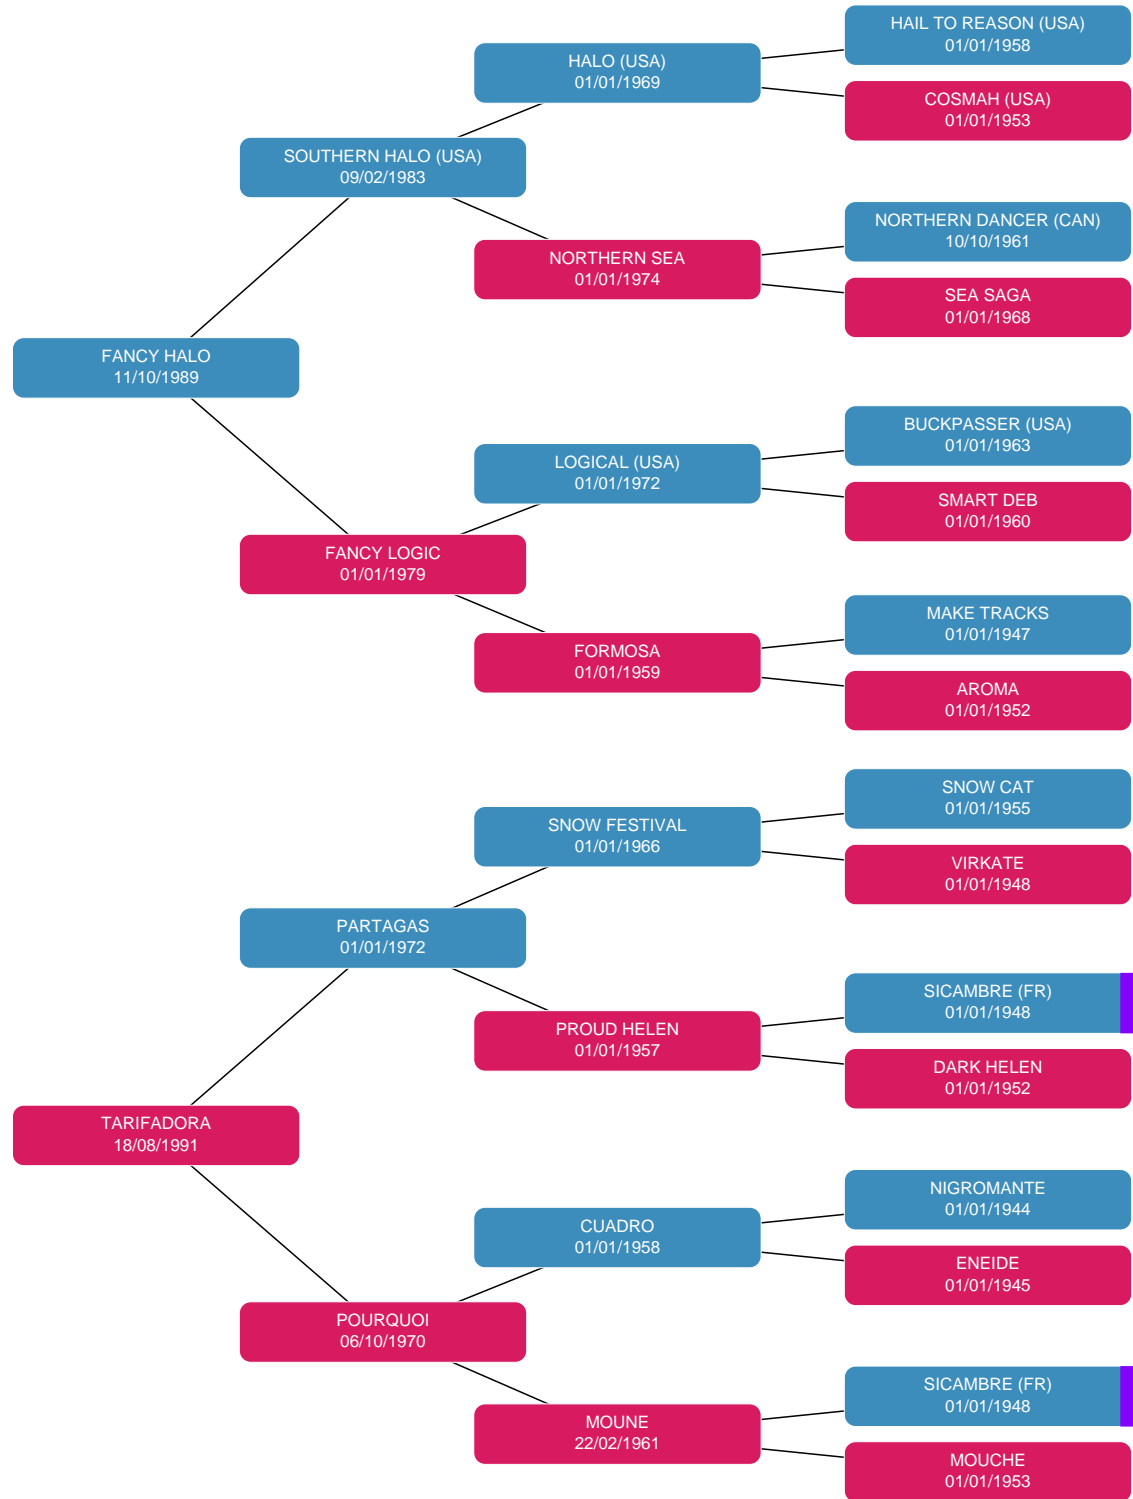 HAIL TO REASON (USA)
01/01/1958
HALO (USA)
01/01/1969
COSMAH (USA)
01/01/1953
SOUTHERN HALO (USA)
09/02/1983
NORTHERN DANCER (CAN)
10/10/1961
NORTHERN SEA
01/01/1974
SEA SAGA
01/01/1968
FANCY HALO
11/10/1989
BUCKPASSER (USA)
01/01/1963
LOGICAL (USA)
01/01/1972
SMART DEB
01/01/1960
FANCY LOGIC
01/01/1979
MAKE TRACKS
01/01/1947
FORMOSA
01/01/1959
AROMA
01/01/1952
SNOW CAT
01/01/1955
SNOW FESTIVAL
01/01/1966
VIRKATE
01/01/1948
PARTAGAS
01/01/1972
SICAMBRE (FR)
01/01/1948
PROUD HELEN
01/01/1957
DARK HELEN
01/01/1952
TARIFADORA
18/08/1991
NIGROMANTE
01/01/1944
CUADRO
01/01/1958
ENEIDE
01/01/1945
POURQUOI
06/10/1970
SICAMBRE (FR)
01/01/1948
MOUNE
22/02/1961
MOUCHE
01/01/1953